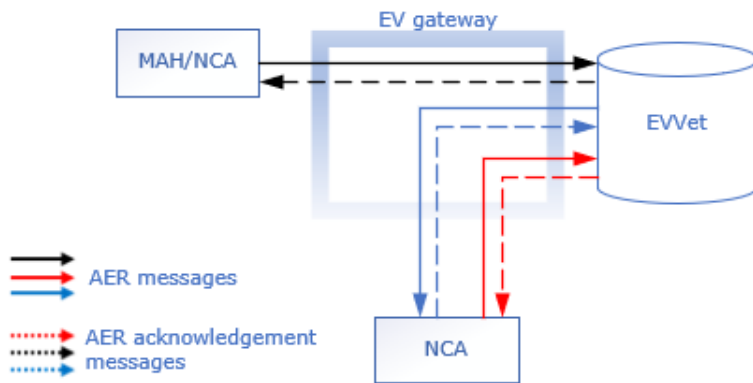 EV gateway
MAH/NCA
EVVet
AER messages
AER acknowledgement
messages
NCA